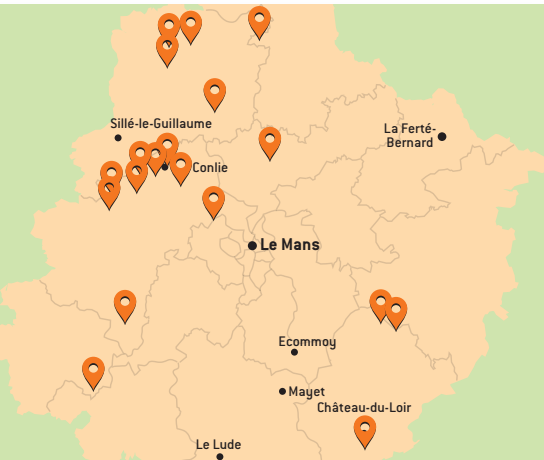 Sillé-le-Guillaume
La Ferté-
Bernard
Conlie
Le Mans
Ecommoy
Mayet
Château-du-Loir
Le Lude